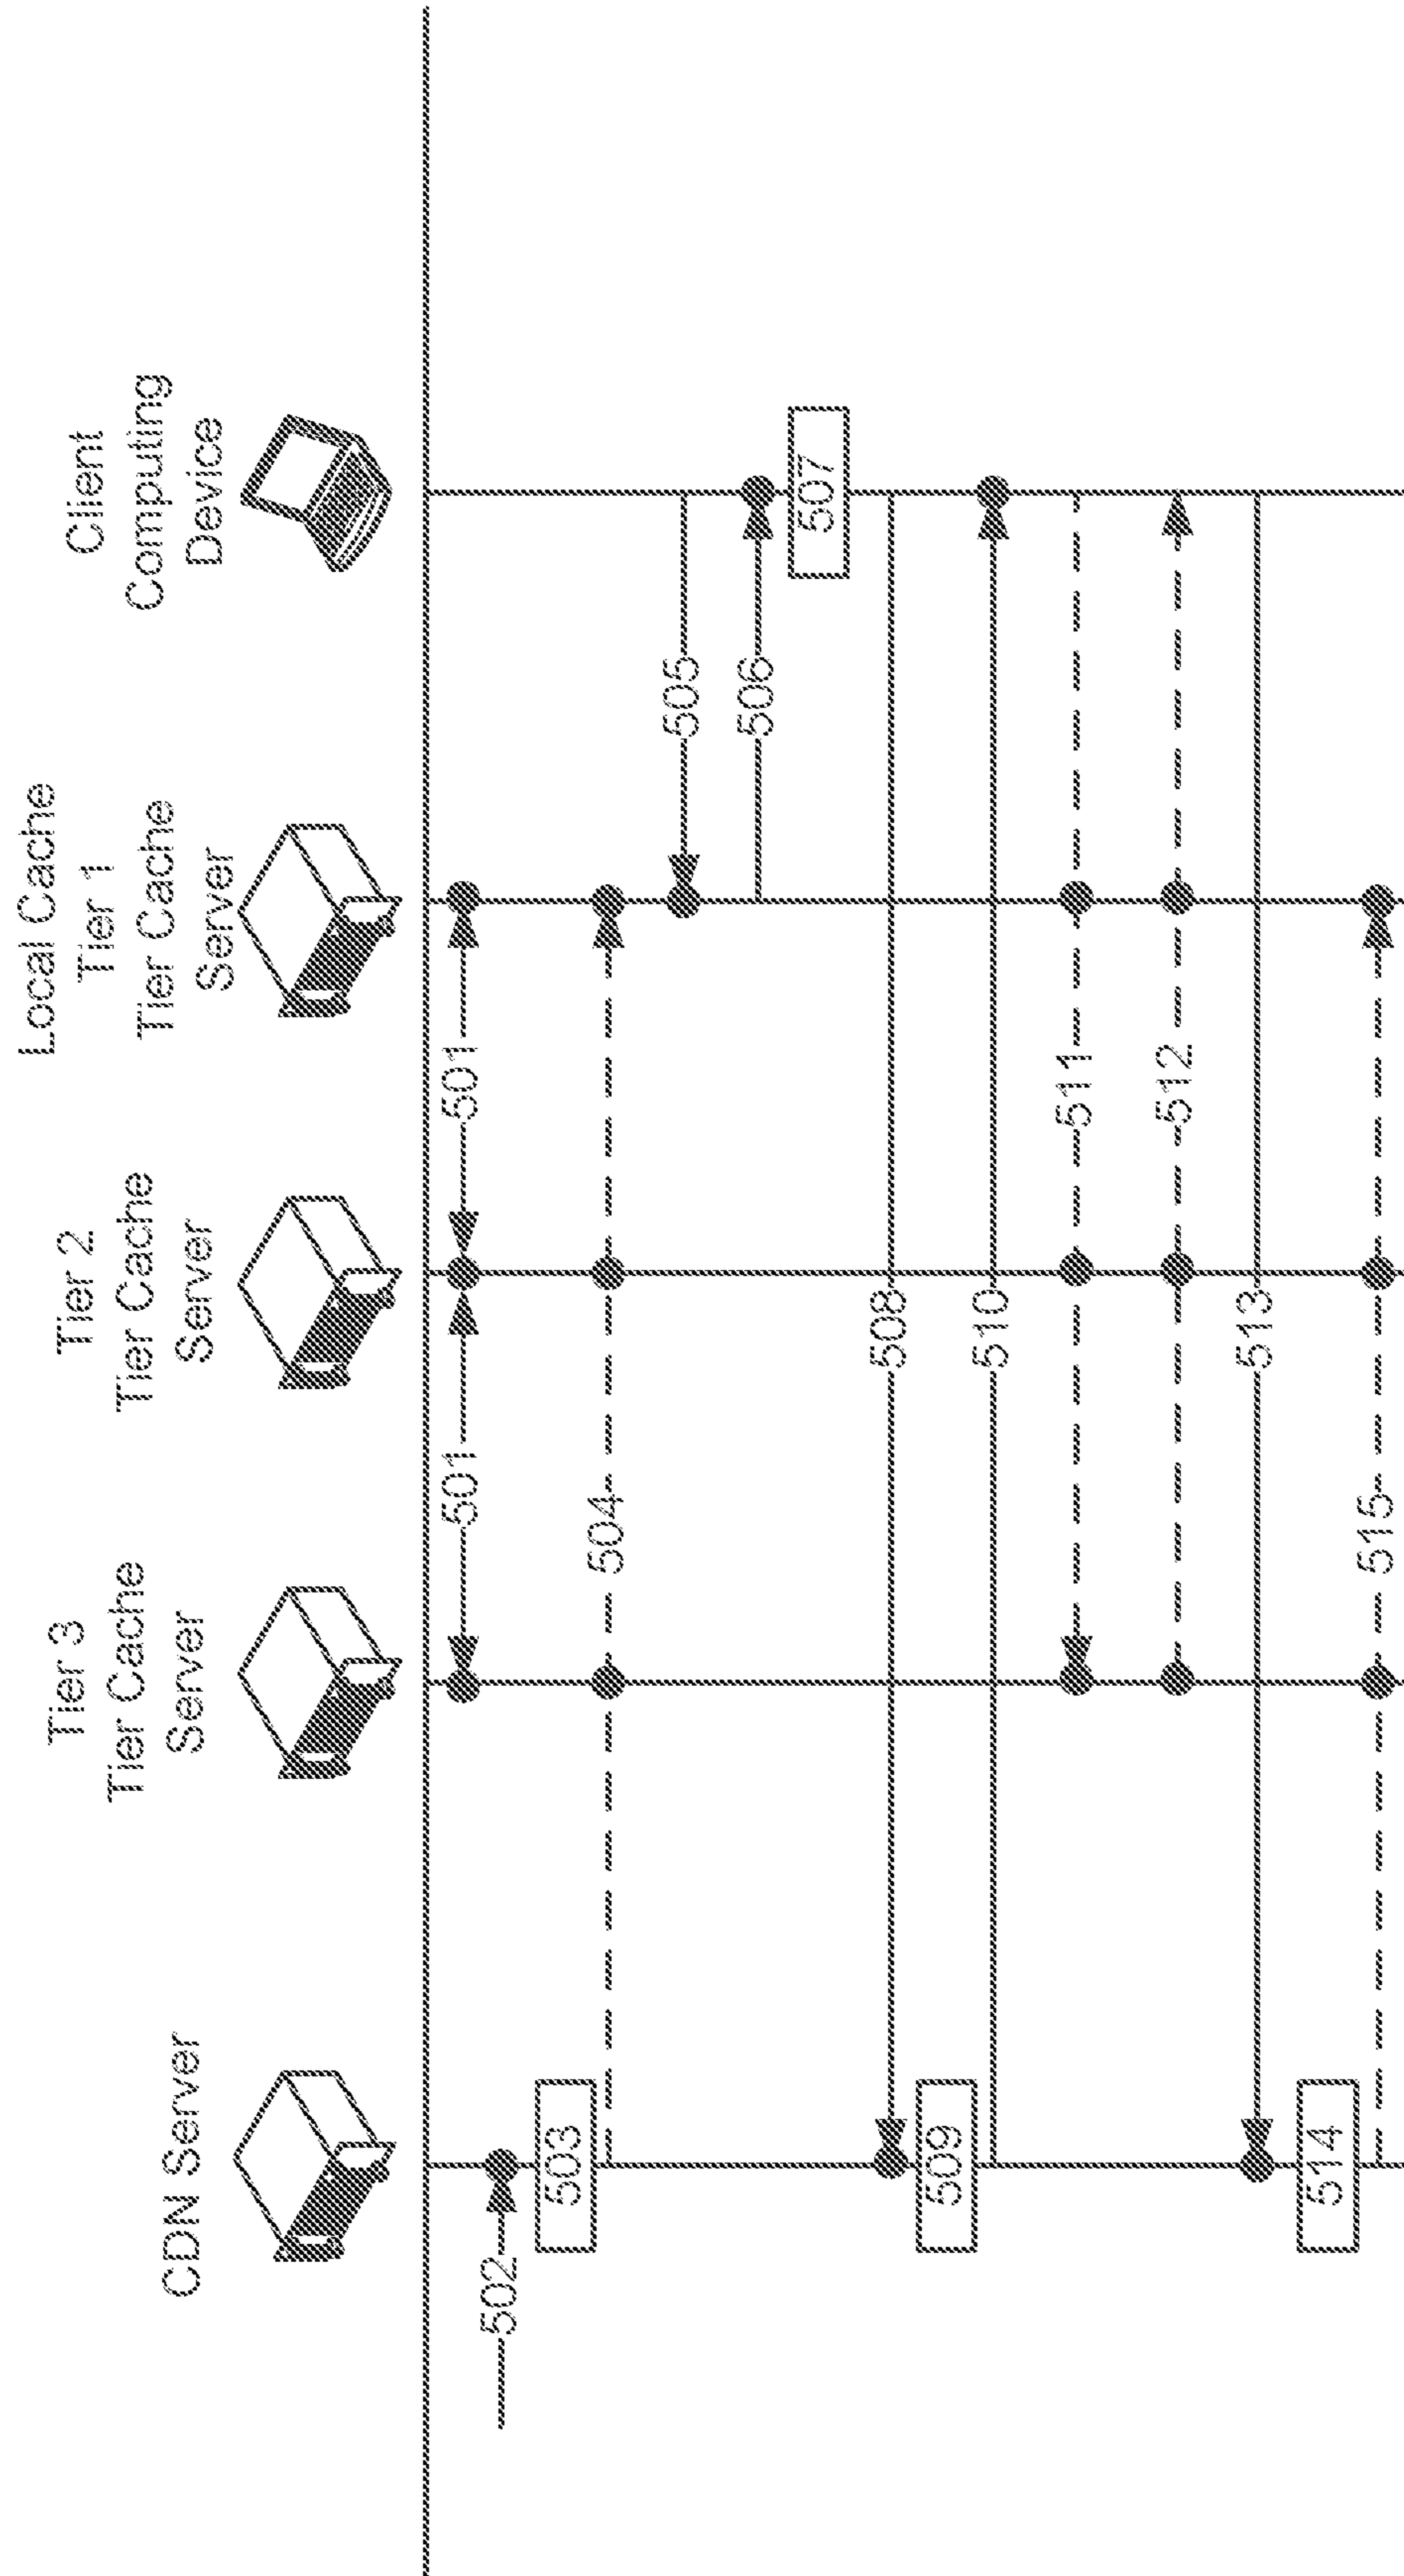 CDN Server
Tier 3
Tier Cache
Server
Tier 2
Tier Cache
Server
Local Cache
Tier 1
Tier Cache
Server
Client
Computing
Device
501
501
502
503
504
505
506
507
508
509
510
511
512
513
514
515